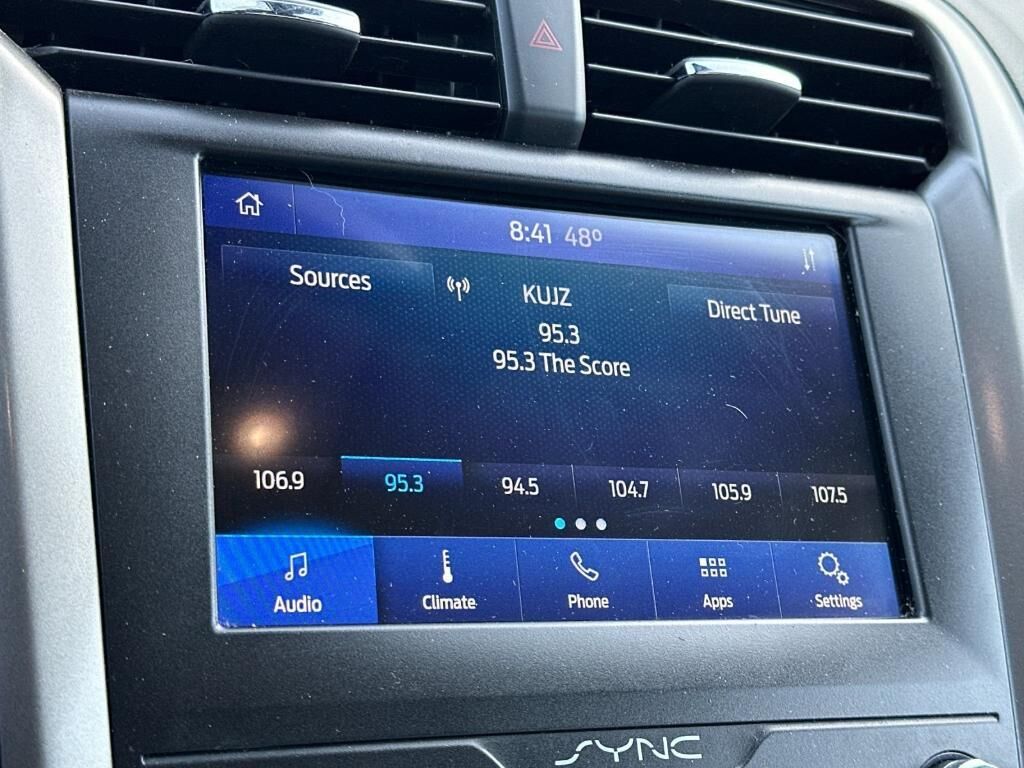 8:41 48°
Sources
KUJZ
Direct Tune
95.3
95.3 The Score
106.9 95.3 94.5 104.7 105.9 107.5
Audio Climate Phone Apps Settings
SYNC